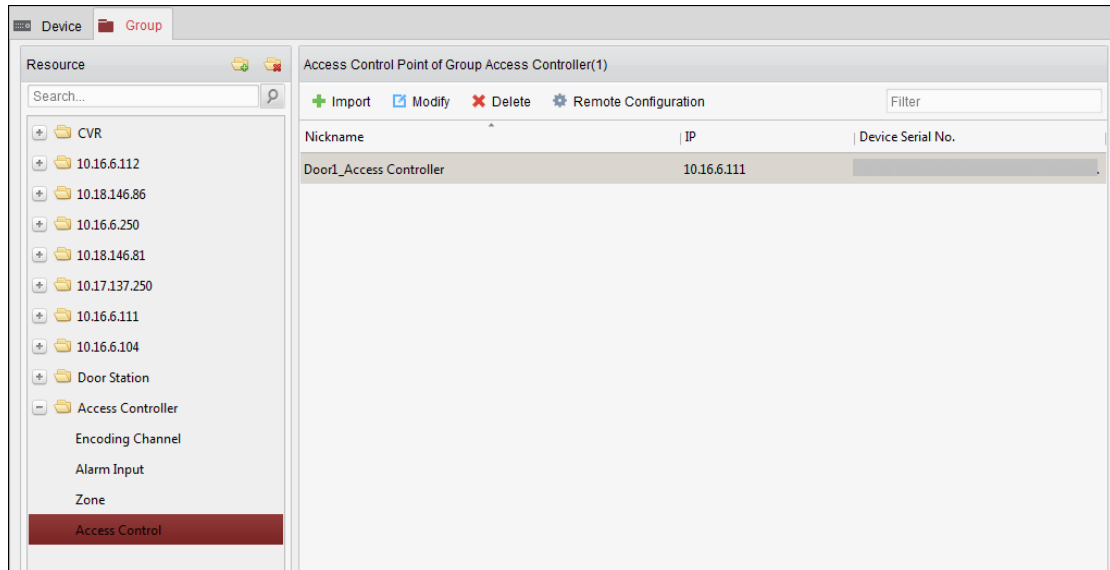 Device Group
Resource
Search...
CVR
10.16.6.112
10.18.146.86
10.16.6.250
10.18.146.81
10.17.137.250
10.16.6.111
10.16.6.104
Door Station
Access Controller
Encoding Channel
Alarm Input
Zone
Access Control
Access Control Point of Group Access Controller(1)
Import Modify Delete Remote Configuration Filter
Nickname IP Device Serial No.
Door1_Access Controller 10.16.6.111 .